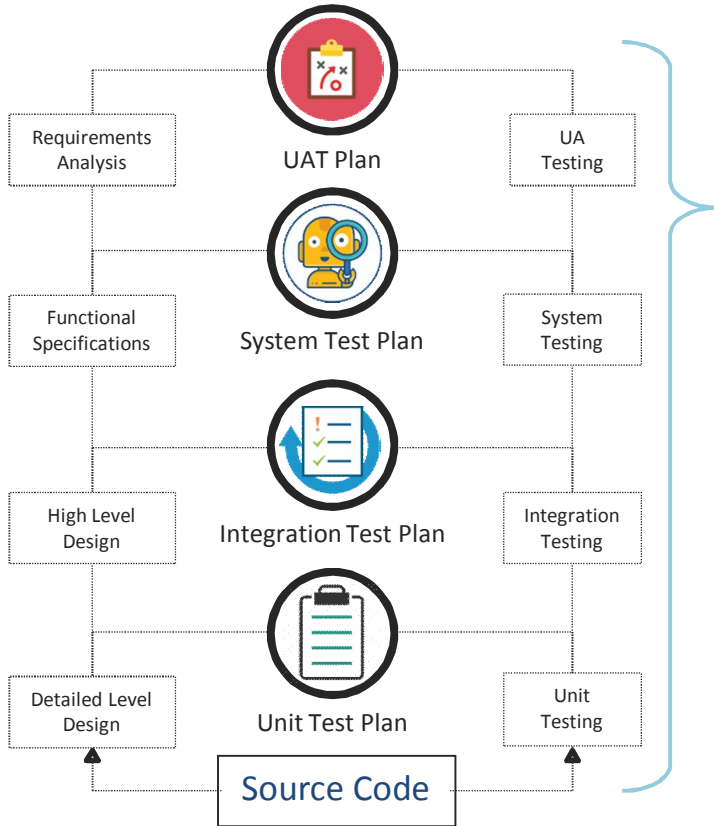 Requirements
Analysis
UAT Plan
UA
Testing
Functional
Specifications
System Test Plan
System
Testing
High Level
Design
Integration Test Plan
Integration
Testing
Detailed Level
Design
Unit Test Plan
Unit
Testing
Source Code